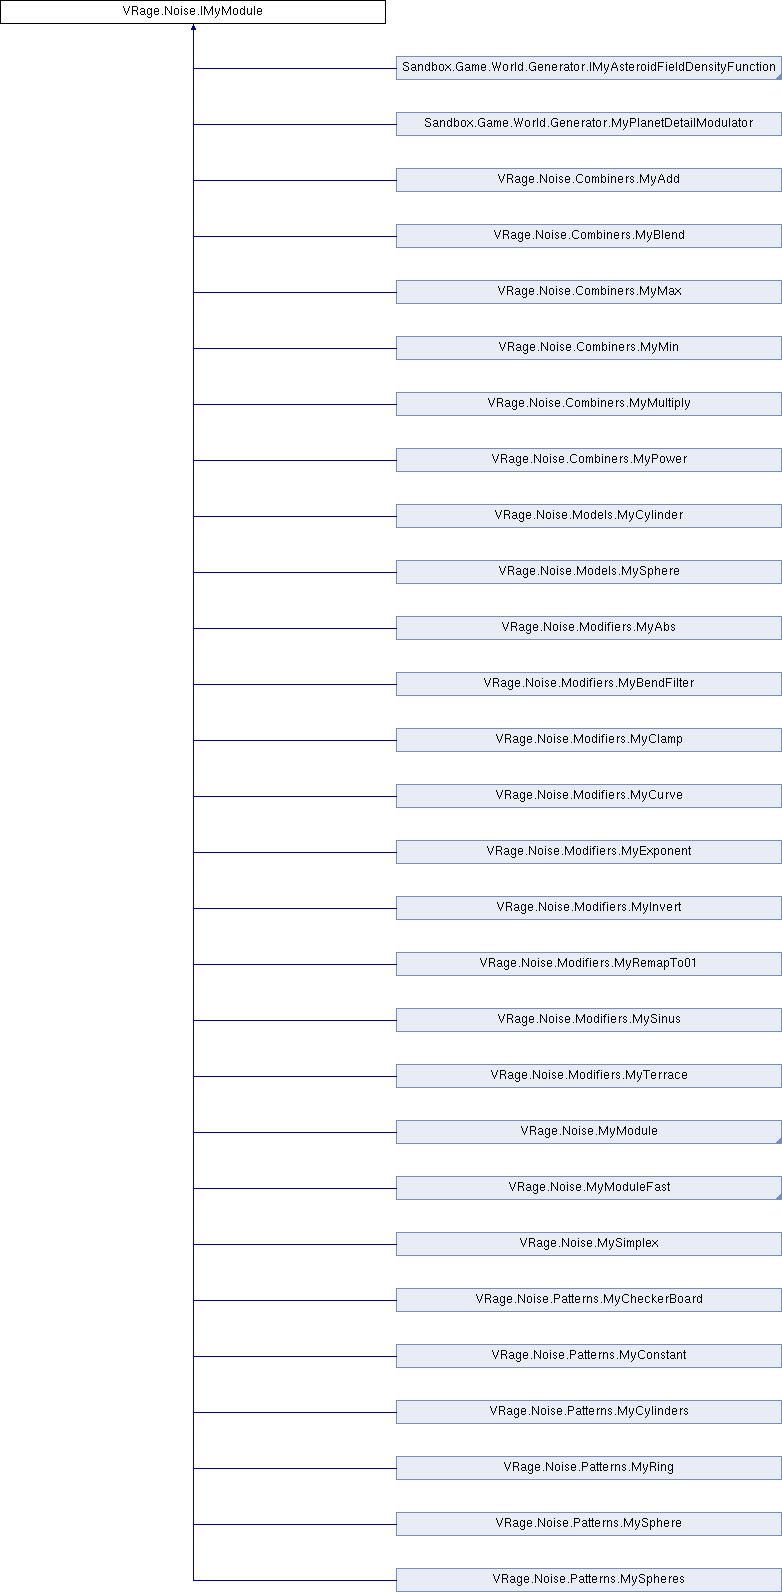 VRage.Noise.IMyModule
Sandbox.Game.World.Generator.IMyAsteroidFieldDensityFunction
Sandbox.Game.World.Generator.MyPlanetDetailModulator
VRage.Noise.Combiners.MyAdd
VRage.Noise.Combiners.MyBlend
VRage.Noise.Combiners.MyMax
VRage.Noise.Combiners.MyMin
VRage.Noise.Combiners.MyMultiply
VRage.Noise.Combiners.MyPower
VRage.Noise.Models.MyCylinder
VRage.Noise.Models.MySphere
VRage.Noise.Modifiers.MyAbs
VRage.Noise.Modifiers.MyBendFilter
VRage.Noise.Modifiers.MyClamp
VRage.Noise.Modifiers.MyCurve
VRage.Noise.Modifiers.MyExponent
VRage.Noise.Modifiers.MyInvert
VRage.Noise.Modifiers.MyRemapTo01
VRage.Noise.Modifiers.MySinus
VRage.Noise.Modifiers.MyTerrace
VRage.Noise.MyModule
VRage.Noise.MyModuleFast
VRage.Noise.MySimplex
VRage.Noise.Patterns.MyCheckerBoard
VRage.Noise.Patterns.MyConstant
VRage.Noise.Patterns.MyCylinders
VRage.Noise.Patterns.MyRing
VRage.Noise.Patterns.MySphere
VRage.Noise.Patterns.MySpheres